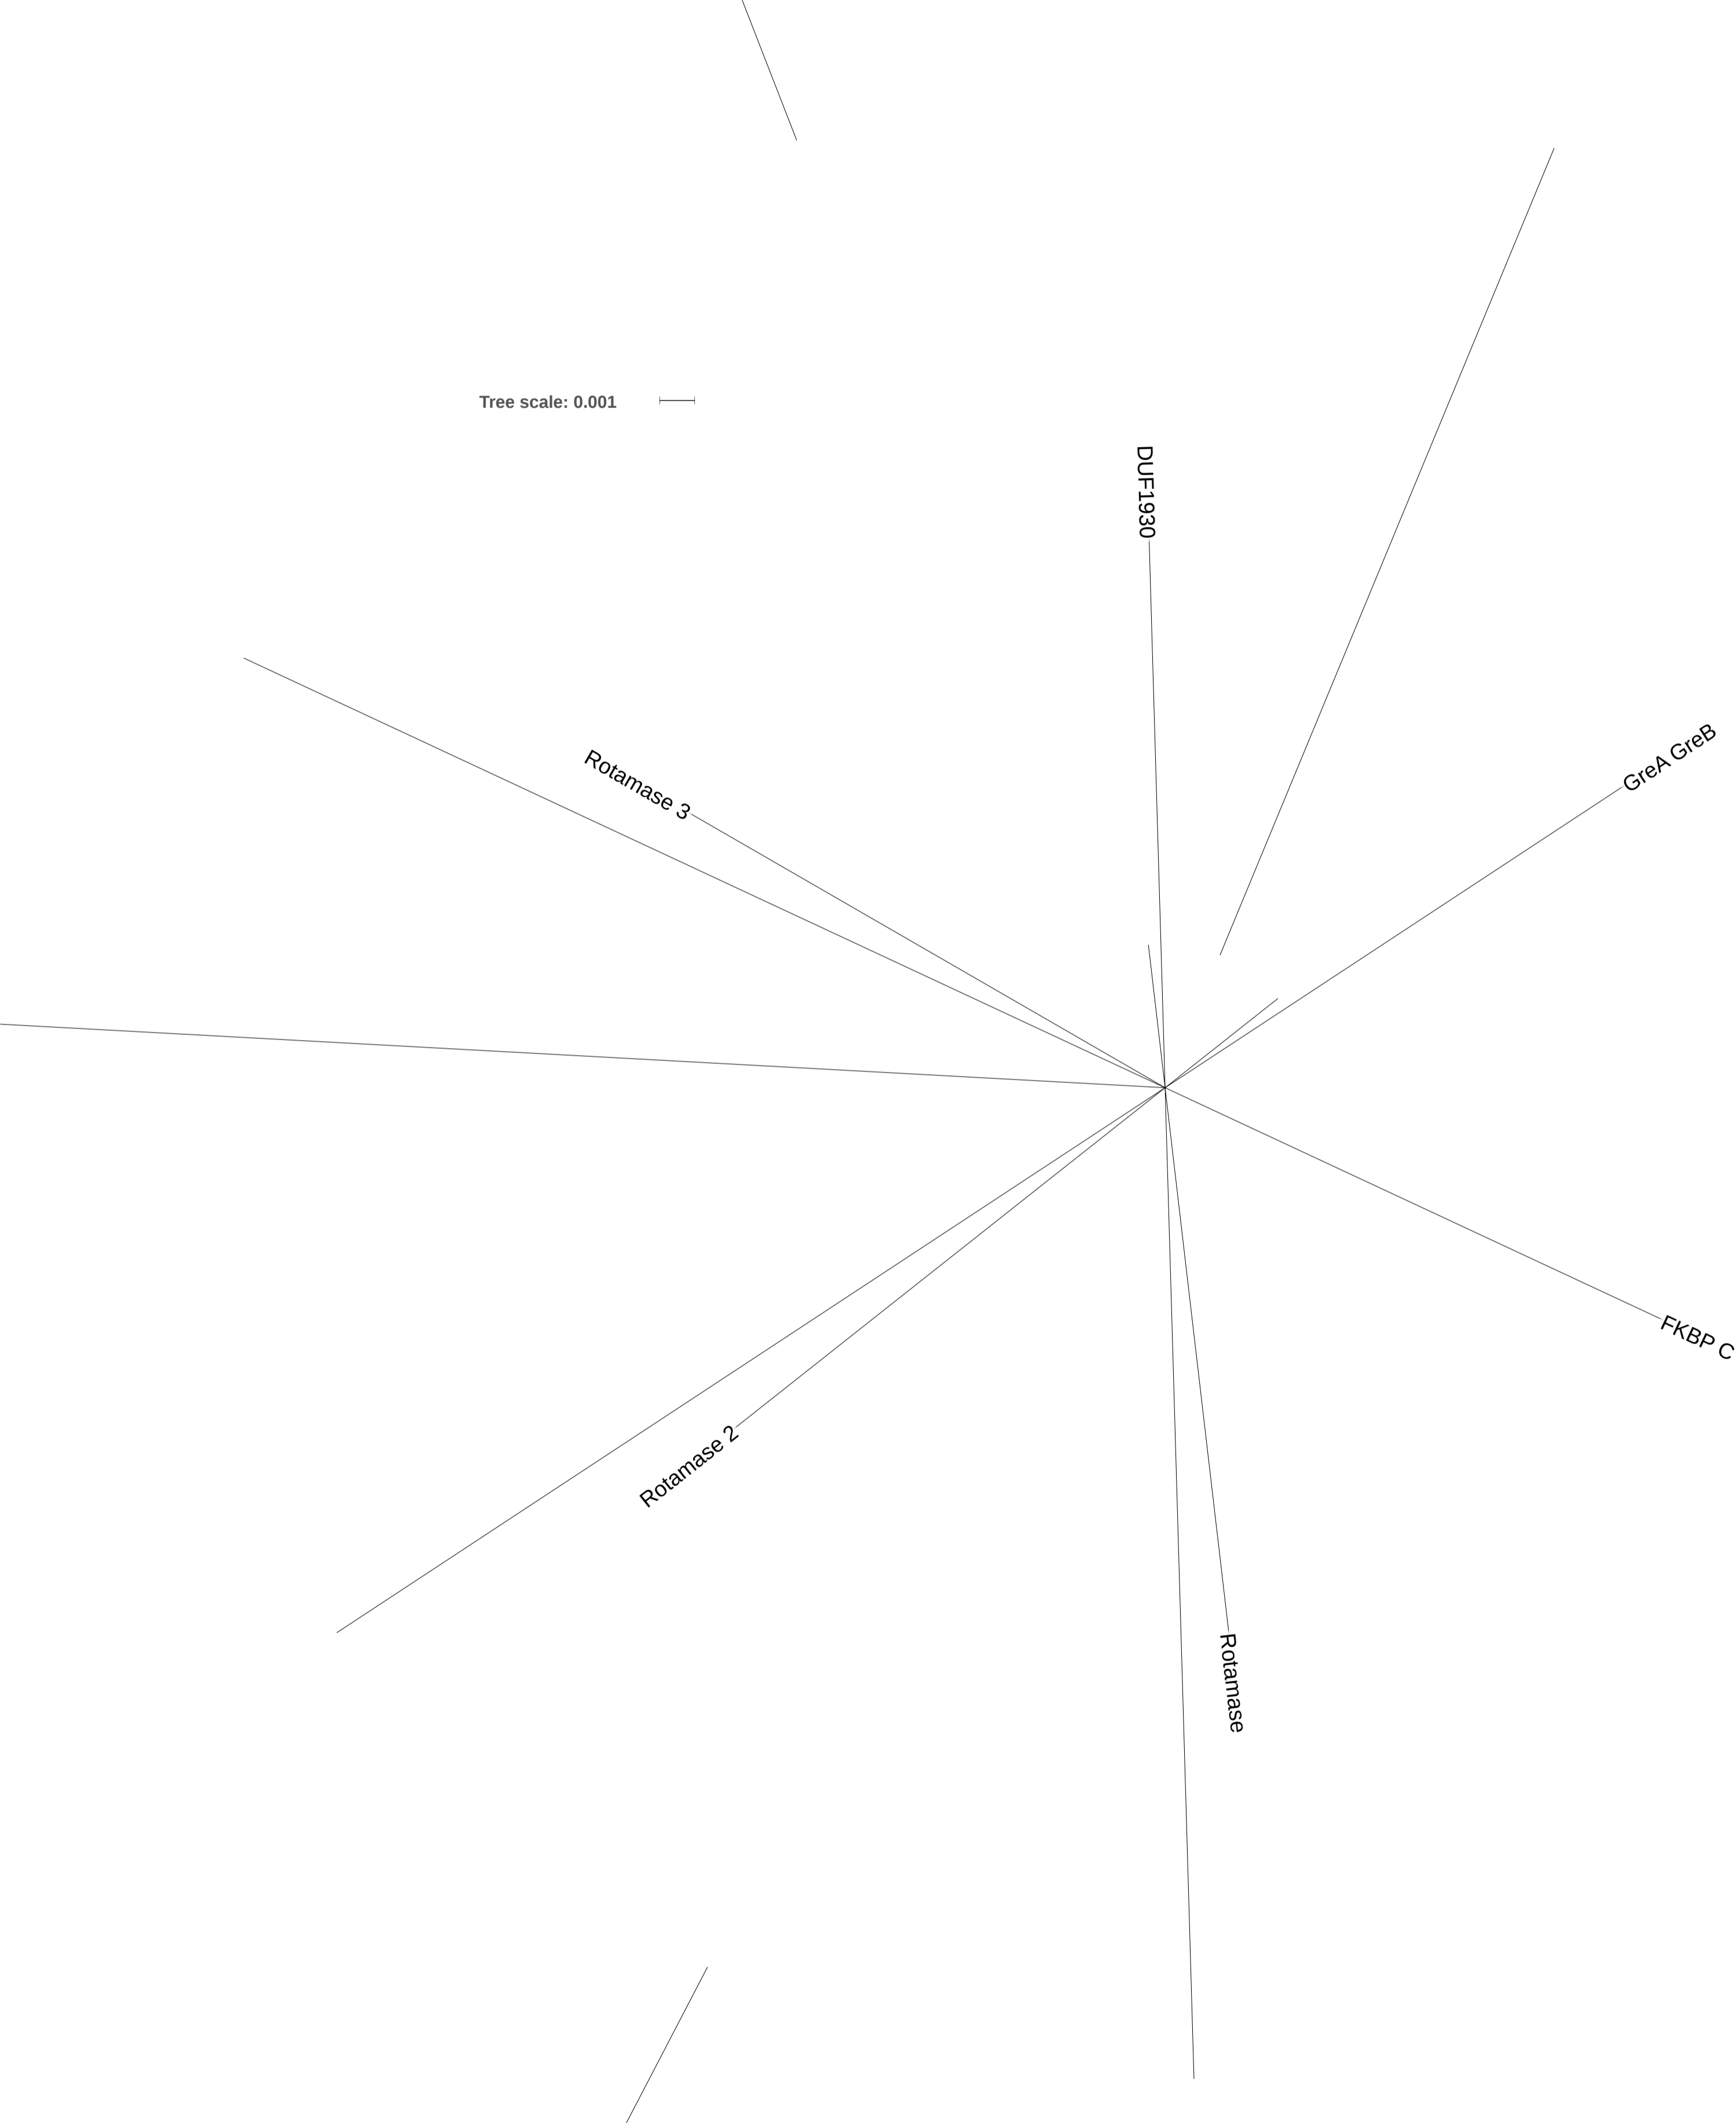 Tree scale: 0.001
DUF1930
GreA GreB
Rotamase 3
FKBP C
Rotamase 2
Rotamase